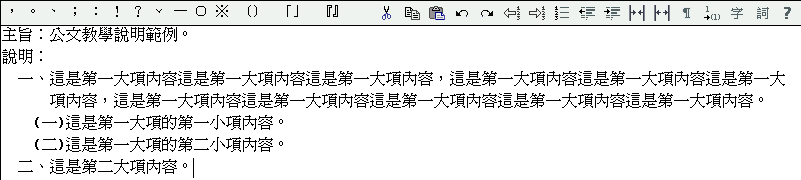 ， 。 、 ； ： ！ ？ ˇ － ○ ※ （） 「」 『』 ¶ 1→(1) 字 詞 ?
主旨：公文教學說明範例。
說明：
一、這是第一大項內容這是第一大項內容這是第一大項內容，這是第一大項內容這是第一大項內容這是第一大
項內容，這是第一大項內容這是第一大項內容這是第一大項內容這是第一大項內容這是第一大項內容。
(一)這是第一大項的第一小項內容。
(二)這是第一大項的第二小項內容。
二、這是第二大項內容。